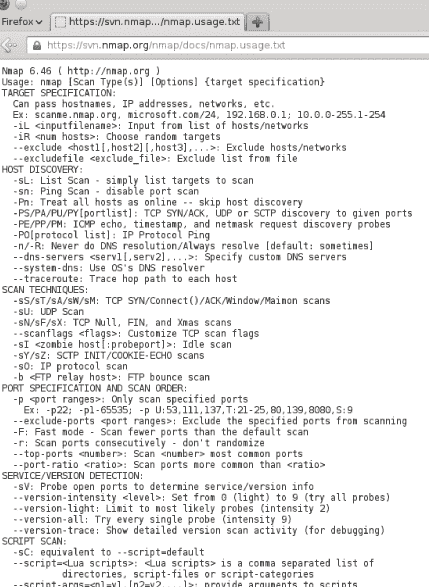 Firefox
https://svn.nmap.../nmap.usage.txt
https://svn.nmap.org/nmap/docs/nmap.usage.txt
Nmap 6.46 ( http://nmap.org )
Usage: nmap [Scan Type(s)] [Options] {target specification}
TARGET SPECIFICATION:
Can pass hostnames, IP addresses, networks, etc.
Ex: scanme.nmap.org, microsoft.com/24, 192.168.0.1; 10.0.0-255.1-254
-iL <inputfilename>: Input from list of hosts/networks
-iR <num hosts>: Choose random targets
--exclude <host1[,host2][,host3],...>: Exclude hosts/networks
--excludefile <exclude_file>: Exclude list from file
HOST DISCOVERY:
-sL: List Scan - simply list targets to scan
-sn: Ping Scan - disable port scan
-Pn: Treat all hosts as online -- skip host discovery
-PS/PA/PU/PY[portlist]: TCP SYN/ACK, UDP or SCTP discovery to given ports
-PE/PP/PM: ICMP echo, timestamp, and netmask request discovery probes
-PO[protocol list]: IP Protocol Ping
-n/-R: Never do DNS resolution/Always resolve [default: sometimes]
--dns-servers <serv1[,serv2],...>: Specify custom DNS servers
--system-dns: Use OS's DNS resolver
--traceroute: Trace hop path to each host
SCAN TECHNIQUES:
-sS/sT/sA/sW/sM: TCP SYN/Connect()/ACK/Window/Maimon scans
-sU: UDP Scan
-sN/sF/sX: TCP Null, FIN, and Xmas scans
--scanflags <flags>: Customize TCP scan flags
-sI <zombie host[:probeport]>: Idle scan
-sY/sZ: SCTP INIT/COOKIE-ECHO scans
-sO: IP protocol scan
-b <FTP relay host>: FTP bounce scan
PORT SPECIFICATION AND SCAN ORDER:
-p <port ranges>: Only scan specified ports
Ex: -p22; -p1-65535; -p U:53,111,137,T:21-25,80,139,8080,S:9
--exclude-ports <port ranges>: Exclude the specified ports from scanning
-F: Fast mode - Scan fewer ports than the default scan
-r: Scan ports consecutively - don't randomize
--top-ports <number>: Scan <number> most common ports
--port-ratio <ratio>: Scan ports more common than <ratio>
SERVICE/VERSION DETECTION:
-sV: Probe open ports to determine service/version info
--version-intensity <level>: Set from 0 (light) to 9 (try all probes)
--version-light: Limit to most likely probes (intensity 2)
--version-all: Try every single probe (intensity 9)
--version-trace: Show detailed version scan activity (for debugging)
SCRIPT SCAN:
-sC: equivalent to --script=default
--script=<Lua scripts>: <Lua scripts> is a comma separated list of
directories, script-files or script-categories
--script-args=<n1=v1,[n2=v2,...]>: provide arguments to scripts